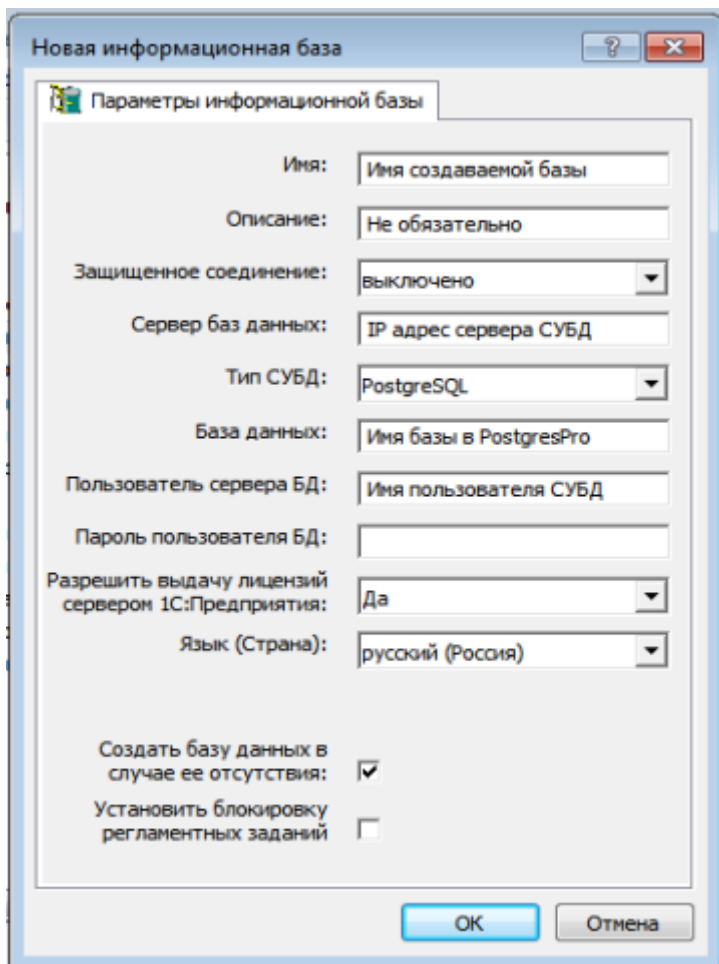 Новая информационная база
Параметры информационной базы
Имя: Имя создаваемой базы
Описание: Не обязательно
Защищенное соединение: выключено
Сервер баз данных: IP адрес сервера СУБД
Тип СУБД: PostgreSQL
База данных: Имя базы в PostgresPro
Пользователь сервера БД: Имя пользователя СУБД
Пароль пользователя БД:
Разрешить выдачу лицензий
сервером 1С:Предприятия: Да
Язык (Страна): русский (Россия)
Создать базу данных в
случае ее отсутствия:
Установить блокировку
регламентных заданий
OK Отмена